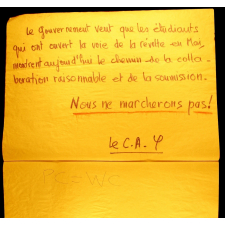 Le gouvernement veut que les étudiants
qui ont ouvert la voie de la révolte en Mai,
montrent aujourd'hui le chemin de la colla-
boration raisonnable et de la soumission.
Nous ne marcherons pas!
Le C.A. Ψ